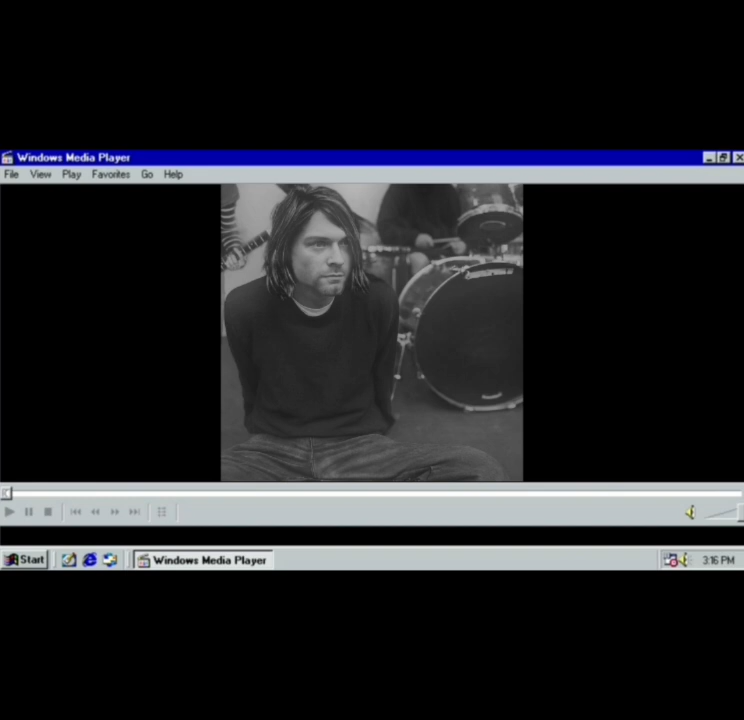 Windows Media Player
File View Play Favorites Go Help
Start Windows Media Player 3:16 PM